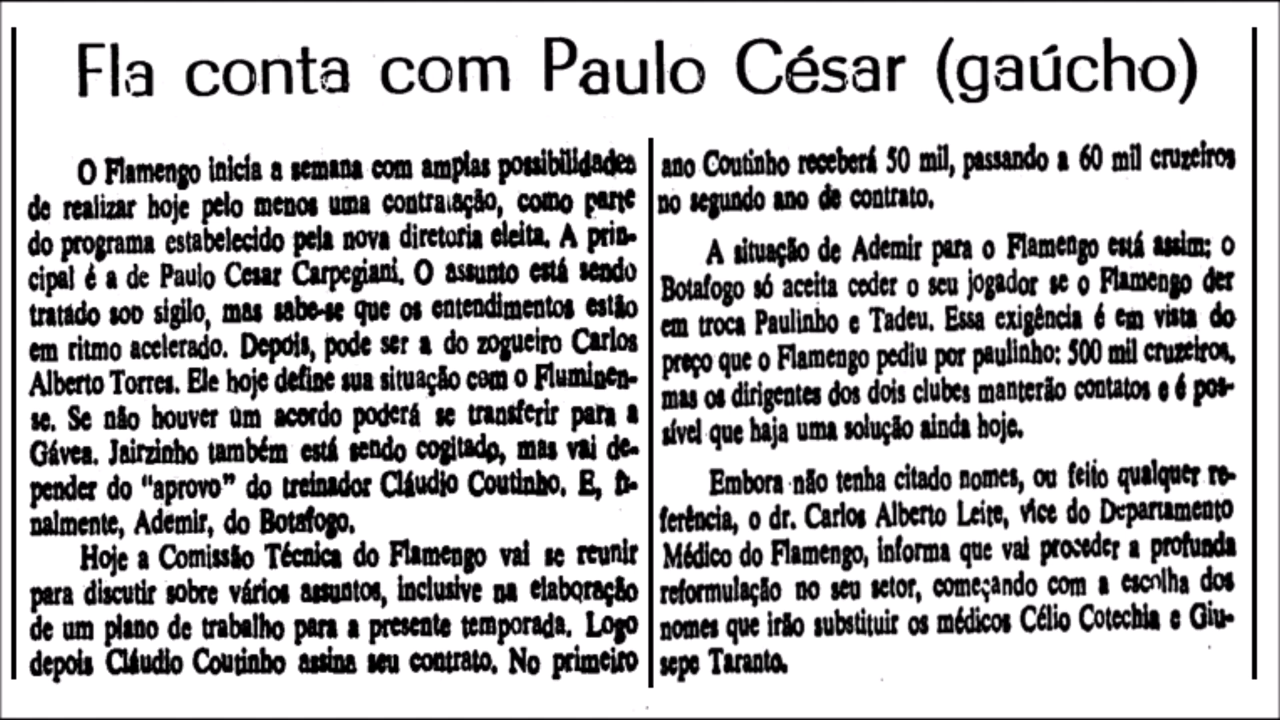 Fla conta com Paulo César (gaúcho)
O Flamengo inicia a semana com amplas possibilidades
de realizar hoje pelo menos uma contratação, como parte
do programa estabelecido pela nova diretoria eleita. A prin-
cipal é a de Paulo Cesar Carpegiani. O assunto está sendo
tratado sob sigilo, mas sabe-se que os entendimentos estão
em ritmo acelerado. Depois, pode ser a do zogueiro Carlos
Alberto Torres. Ele hoje define sua situação com o Fluminen-
se. Se não houver um acordo poderá se transferir para a
Gávea. Jairzinho também está sendo cogitado, mas vai de-
pender do “aprovo” do treinador Cláudio Coutinho. E, fi-
nalmente, Ademir, do Botafogo.
Hoje a Comissão Técnica do Flamengo vai se reunir
para discutir sobre vários assuntos, inclusive na elaboração
de um plano de trabalho para a presente temporada. Logo
depois Cláudio Coutinho assina seu contrato. No primeiro
ano Coutinho receberá 50 mil, passando a 60 mil cruzeiros
no segundo ano de contrato.
A situação de Ademir para o Flamengo está assim: o
Botafogo só aceita ceder o seu jogador se o Flamengo der
em troca Paulinho e Tadeu. Essa exigência é em vista do
preço que o Flamengo pediu por paulinho: 500 mil cruzeiros,
mas os dirigentes dos dois clubes manterão contatos e é pos-
sível que haja uma solução ainda hoje.
Embora não tenha citado nomes, ou feito qualquer re-
ferência, o dr. Carlos Alberto Leite, vice do Departamento
Médico do Flamengo, informa que vai proceder a profunda
reformulação no seu setor, começando com a escolha dos
nomes que irão substituir os médicos Célio Cotechia e Giu-
sepe Taranto.